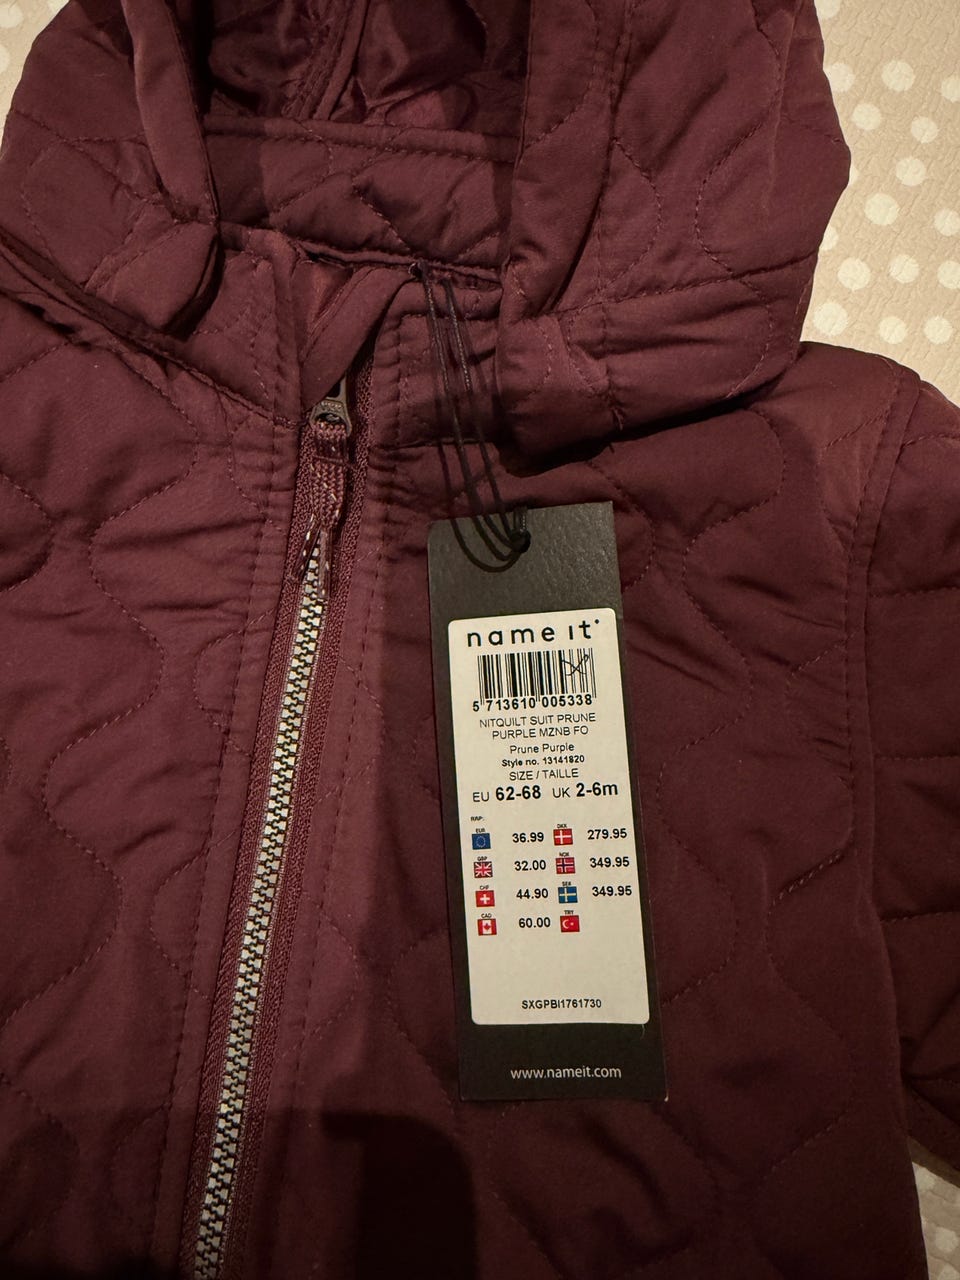 name it
5 713610 005338
NITQUILT SUIT PRUNE
PURPLE MZNB FO
Prune Purple
Style no. 13141820
SIZE / TAILLE
EU 62-68 UK 2-6m
RRP:
EUR 36.99 DKK 279.95
GBP 32.00 NOK 349.95
CHF 44.90 SEK 349.95
CAD 60.00 TRY
SXGPBI1761730
www.nameit.com